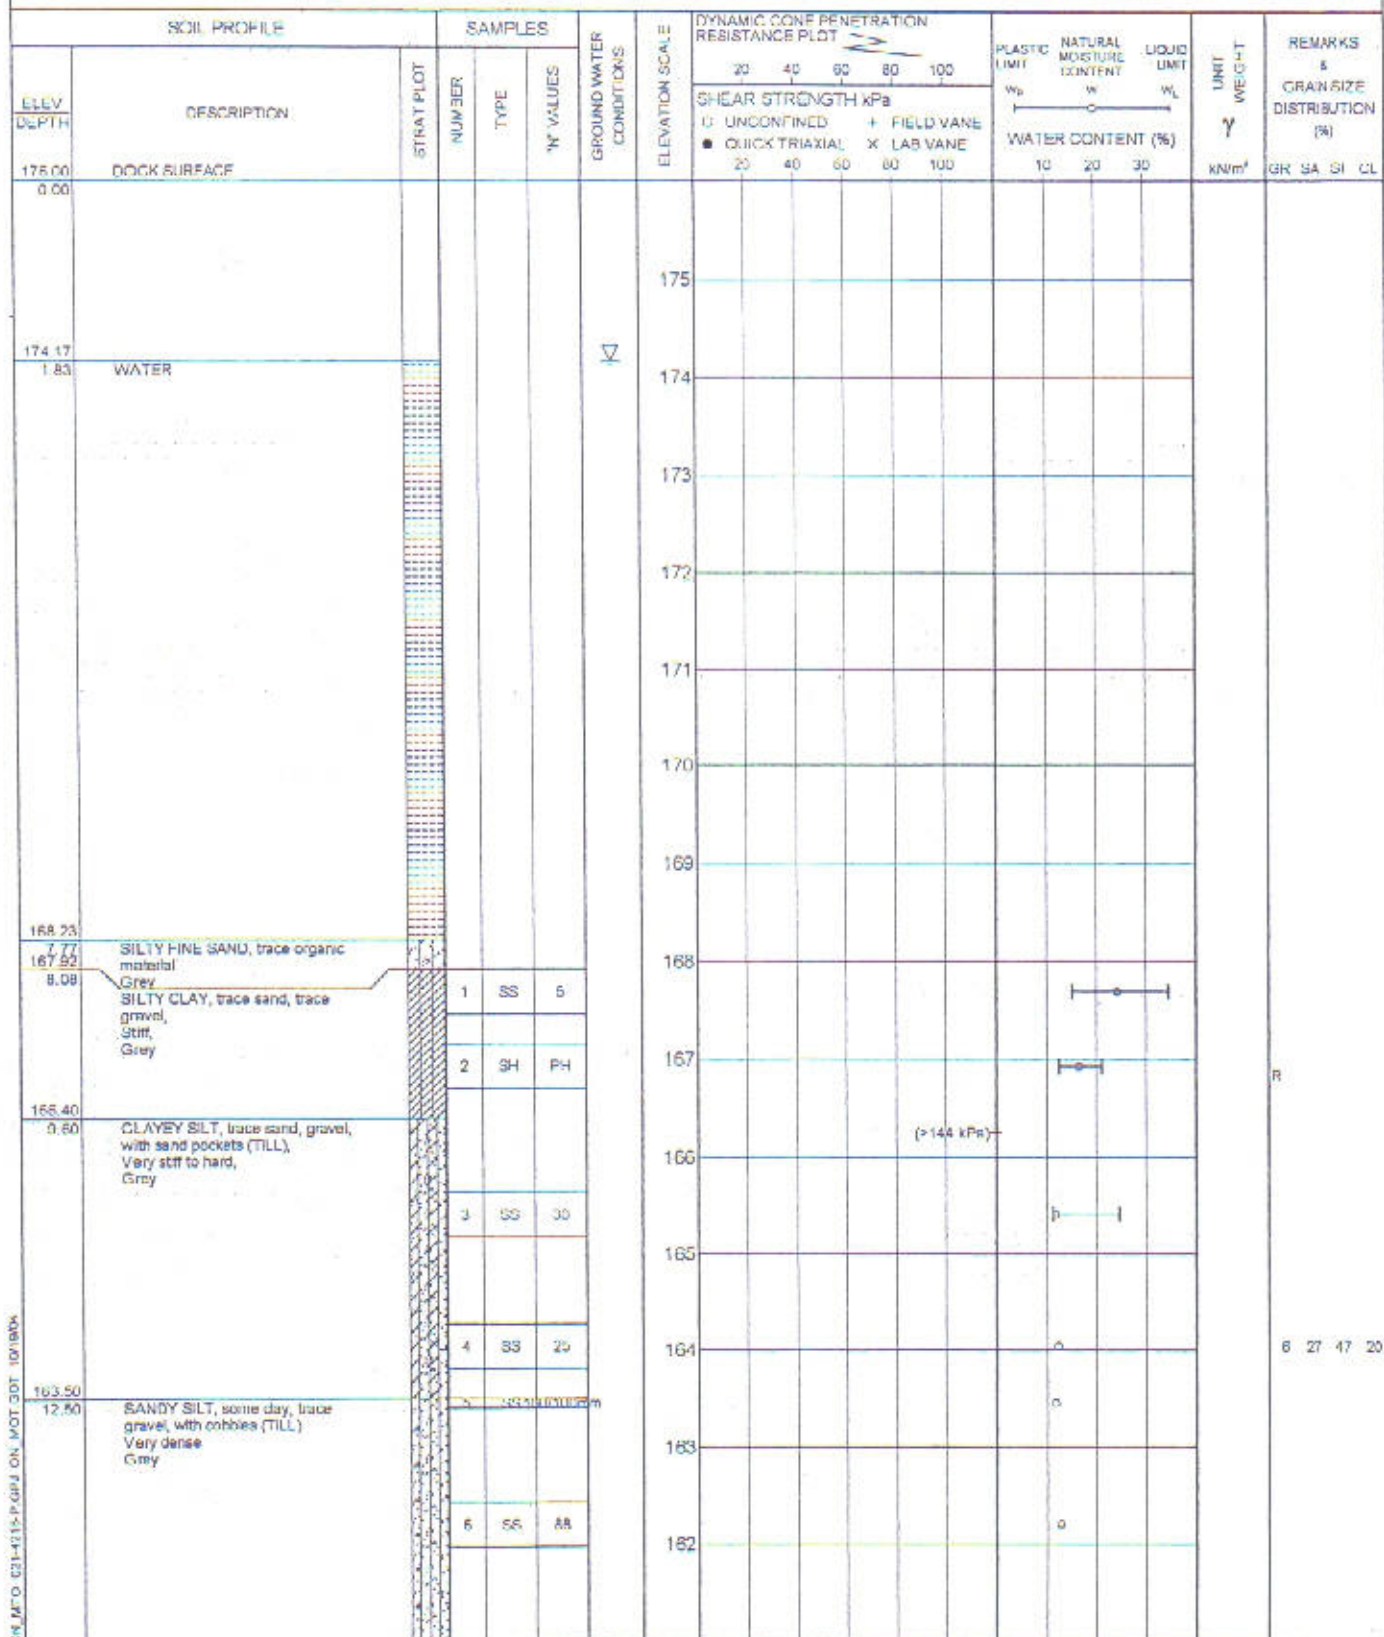 SOIL PROFILE
SAMPLES
GROUND WATER CONDITIONS
ELEVATION SCALE
DYNAMIC CONE PENETRATION
RESISTANCE PLOT
20 40 60 80 100
SHEAR STRENGTH kPa
○ UNCONFINED + FIELD VANE
● QUICK TRIAXIAL × LAB VANE
20 40 60 80 100
PLASTIC LIMIT
NATURAL MOISTURE CONTENT
LIQUID LIMIT
Wp W WL
WATER CONTENT (%)
10 20 30
UNIT WEIGHT
γ
kN/m³
REMARKS
&
GRAIN SIZE
DISTRIBUTION
(%)
GR SA SI CL
ELEV
DEPTH
DESCRIPTION
STRAT PLOT
NUMBER
TYPE
"N" VALUES
DOCK SURFACE
0.00
175
174.17
1.83 WATER
174
173
172
171
170
169
168.23
7.77 SILTY FINE SAND, trace organic
material
167.92
Grey
8.08
SILTY CLAY, trace sand, trace
gravel,
Stiff,
Grey
168
1 SS 5
167
2 SH PH
R
166.40
9.60 CLAYEY SILT, trace sand, gravel,
with sand pockets (TILL),
Very stiff to hard,
Grey
(>144 kPa)
166
3 SS 30
165
4 SS 25
164
6 27 47 20
163.50
12.50 SANDY SILT, some clay, trace
gravel, with cobbles (TILL)
Very dense
Grey
5 SS
163
6 SS 88
162